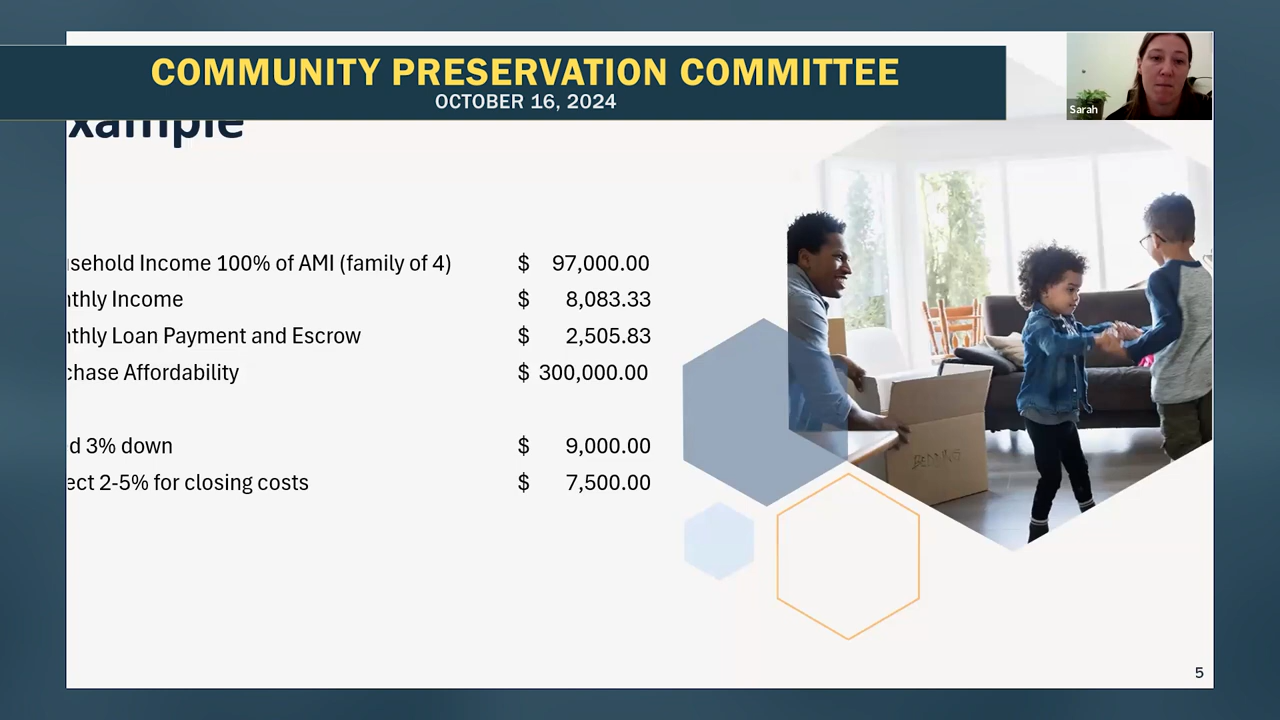 COMMUNITY PRESERVATION COMMITTEE
OCTOBER 16, 2024
Sarah
xample
usehold Income 100% of AMI (family of 4) $ 97,000.00
nthly Income $ 8,083.33
nthly Loan Payment and Escrow $ 2,505.83
chase Affordability $ 300,000.00
d 3% down $ 9,000.00
ect 2-5% for closing costs $ 7,500.00
BEDDING
5